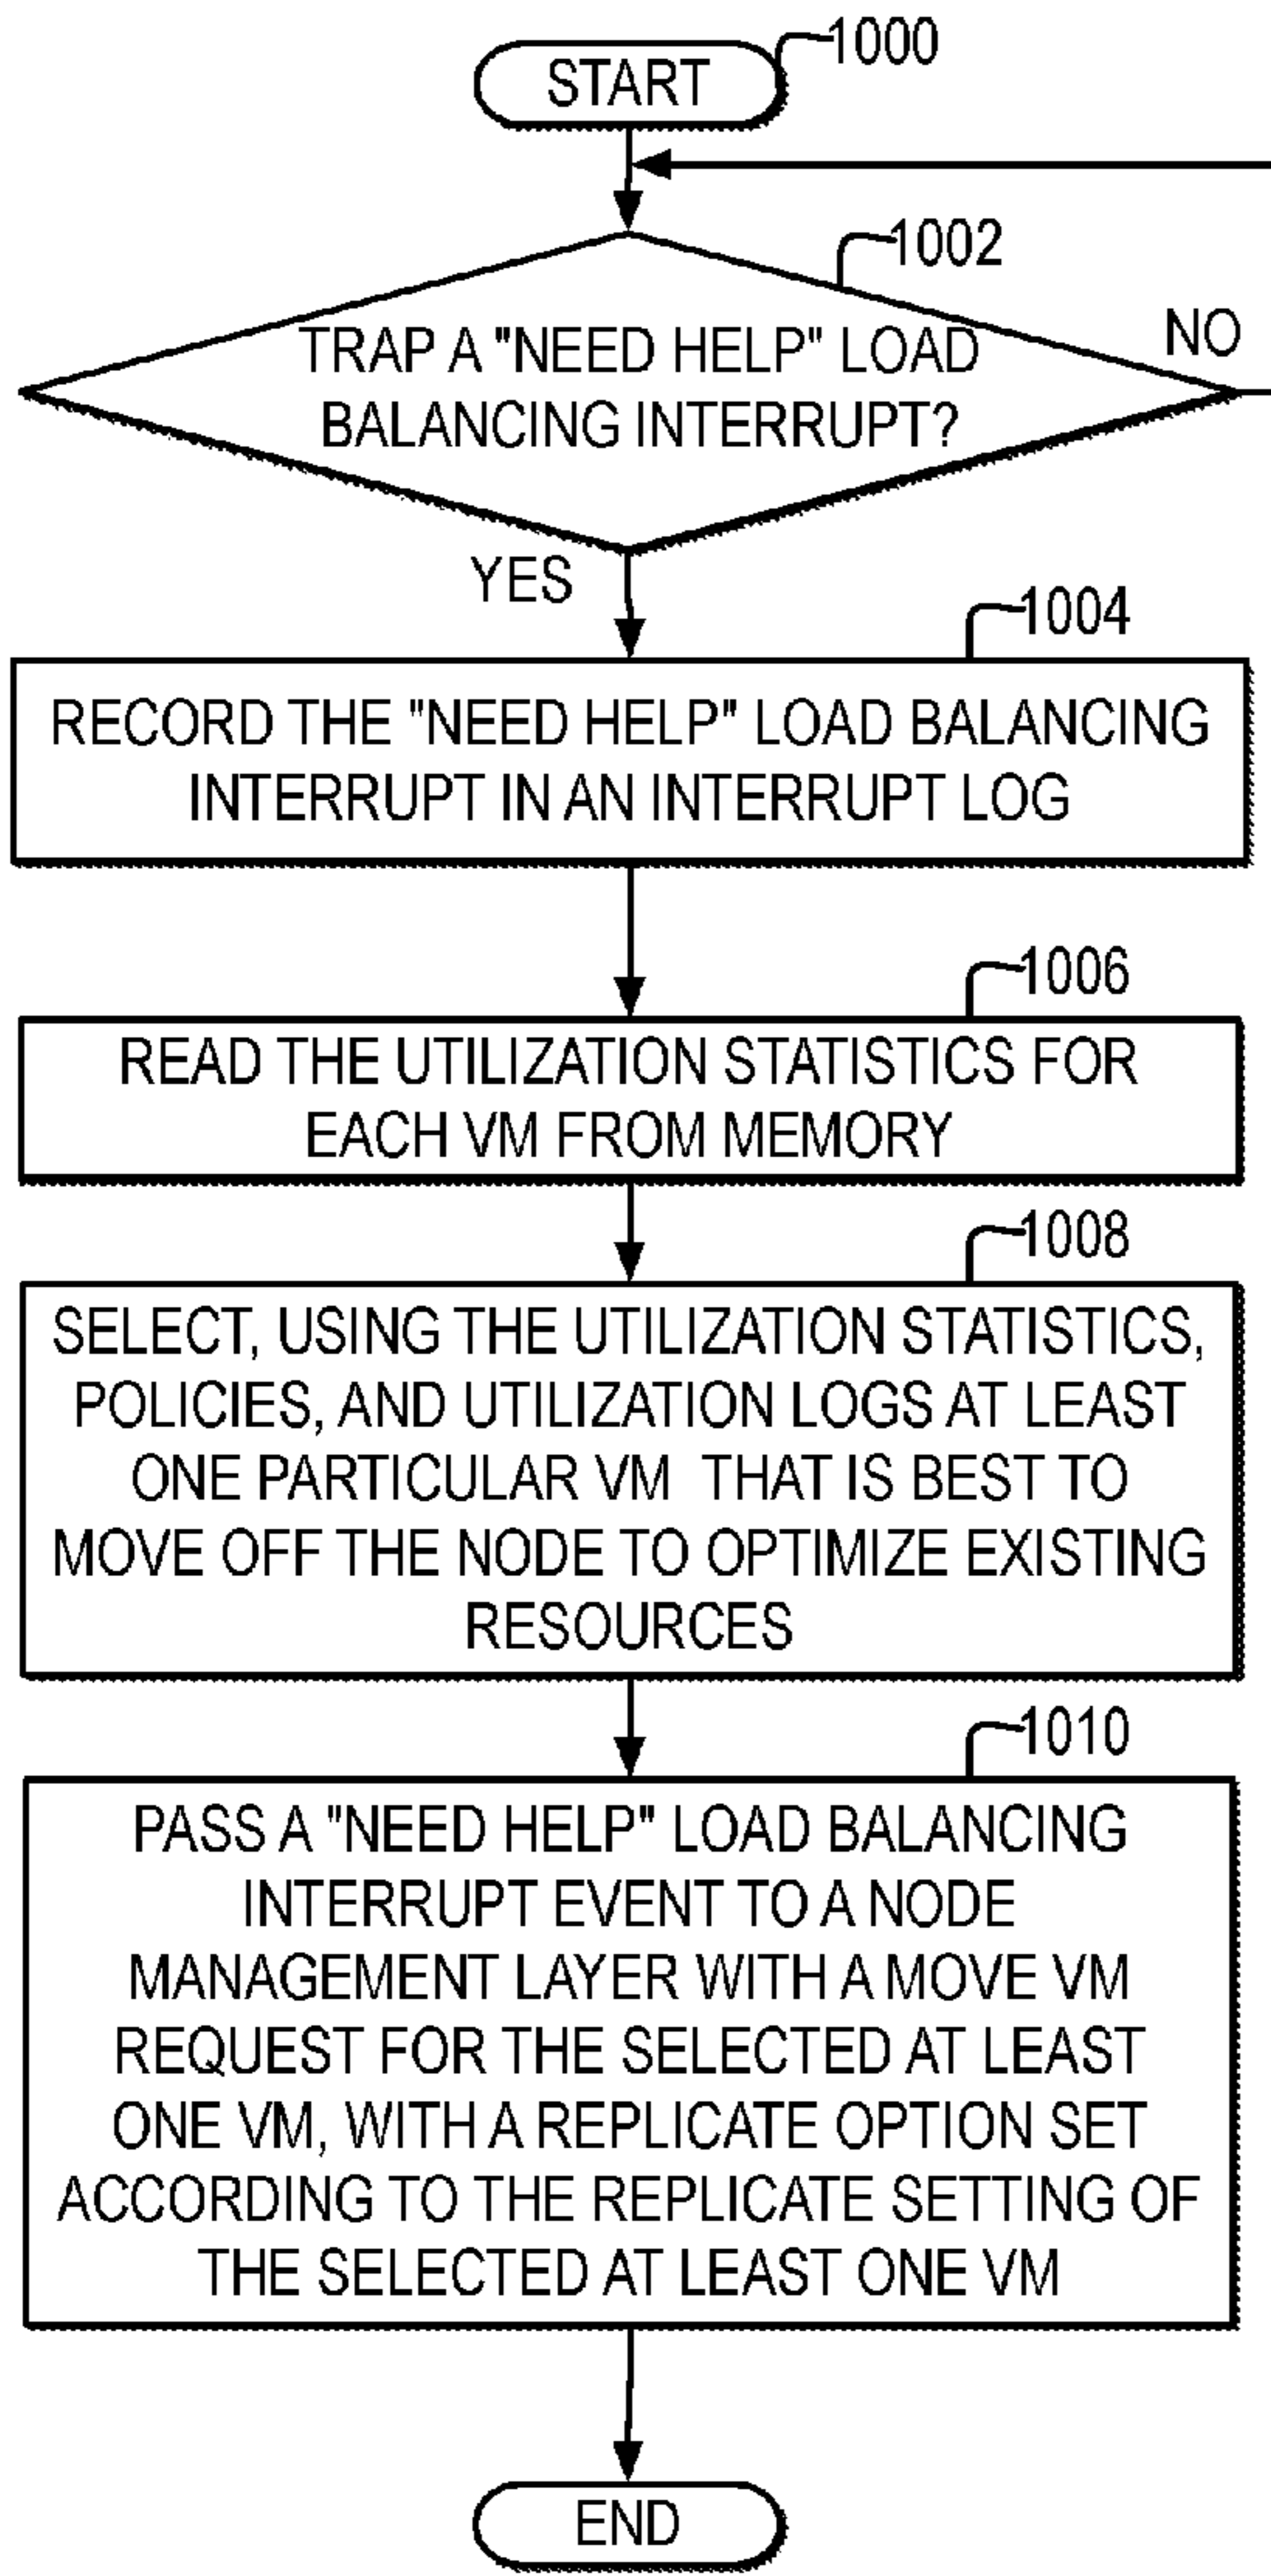 START
1000
1002
TRAP A "NEED HELP" LOAD
BALANCING INTERRUPT?
NO
YES
1004
RECORD THE "NEED HELP" LOAD BALANCING
INTERRUPT IN AN INTERRUPT LOG
1006
READ THE UTILIZATION STATISTICS FOR
EACH VM FROM MEMORY
1008
SELECT, USING THE UTILIZATION STATISTICS,
POLICIES, AND UTILIZATION LOGS AT LEAST
ONE PARTICULAR VM THAT IS BEST TO
MOVE OFF THE NODE TO OPTIMIZE EXISTING
RESOURCES
1010
PASS A "NEED HELP" LOAD BALANCING
INTERRUPT EVENT TO A NODE
MANAGEMENT LAYER WITH A MOVE VM
REQUEST FOR THE SELECTED AT LEAST
ONE VM, WITH A REPLICATE OPTION SET
ACCORDING TO THE REPLICATE SETTING OF
THE SELECTED AT LEAST ONE VM
END